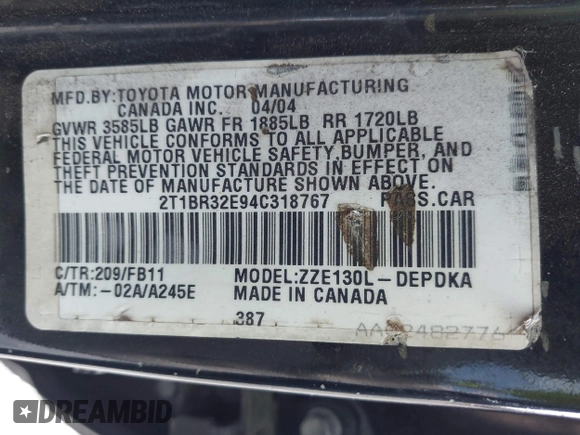 MFD.BY:TOYOTA MOTOR MANUFACTURING
CANADA INC. 04/04
GVWR 3585LB GAWR FR 1885LB RR 1720LB
THIS VEHICLE CONFORMS TO ALL APPLICABLE
FEDERAL MOTOR VEHICLE SAFETY,BUMPER, AND
THEFT PREVENTION STANDARDS IN EFFECT ON
THE DATE OF MANUFACTURE SHOWN ABOVE.
2T1BR32E94C318767 PASS.CAR
C/TR:209/FB11 MODEL:ZZE130L-DEPDKA
A/TM:-02A/A245E MADE IN CANADA
387
DREAMBID